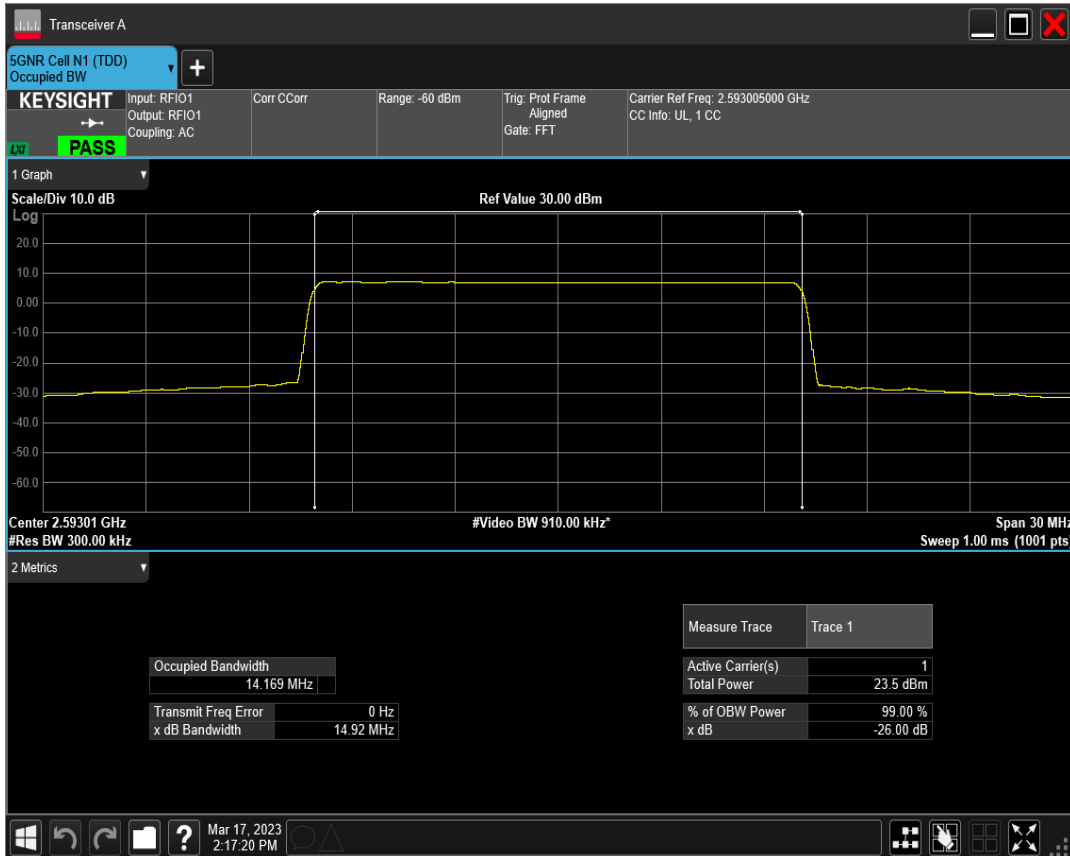 Transceiver A
5GNR Cell N1 (TDD)
Occupied BW
+
KEYSIGHT
LXI
PASS
Input: RFIO1
Output: RFIO1
Coupling: AC
Corr CCorr
Range: -60 dBm
Trig: Prot Frame
Aligned
Gate: FFT
Carrier Ref Freq: 2.593005000 GHz
CC Info: UL, 1 CC
1 Graph
Scale/Div 10.0 dB
Ref Value 30.00 dBm
Log
20.0
10.0
0.00
-10.0
-20.0
-30.0
-40.0
-50.0
-60.0
Center 2.59301 GHz
#Video BW 910.00 kHz*
Span 30 MHz
#Res BW 300.00 kHz
Sweep 1.00 ms (1001 pts)
2 Metrics
Measure Trace Trace 1
Occupied Bandwidth
14.169 MHz
Active Carrier(s) 1
Total Power 23.5 dBm
Transmit Freq Error 0 Hz
x dB Bandwidth 14.92 MHz
% of OBW Power 99.00 %
x dB -26.00 dB
?
Mar 17, 2023
2:17:20 PM